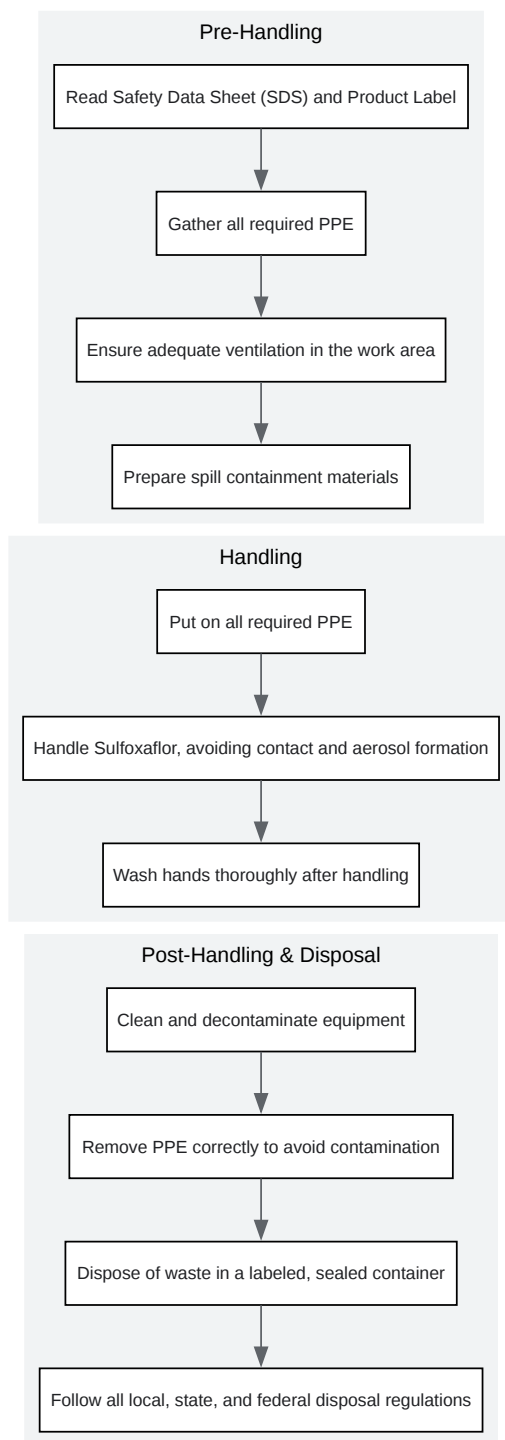 Pre-Handling
Read Safety Data Sheet (SDS) and Product Label
Gather all required PPE
Ensure adequate ventilation in the work area
Prepare spill containment materials
Handling
Put on all required PPE
Handle Sulfoxaflor, avoiding contact and aerosol formation
Wash hands thoroughly after handling
Post-Handling & Disposal
Clean and decontaminate equipment
Remove PPE correctly to avoid contamination
Dispose of waste in a labeled, sealed container
Follow all local, state, and federal disposal regulations